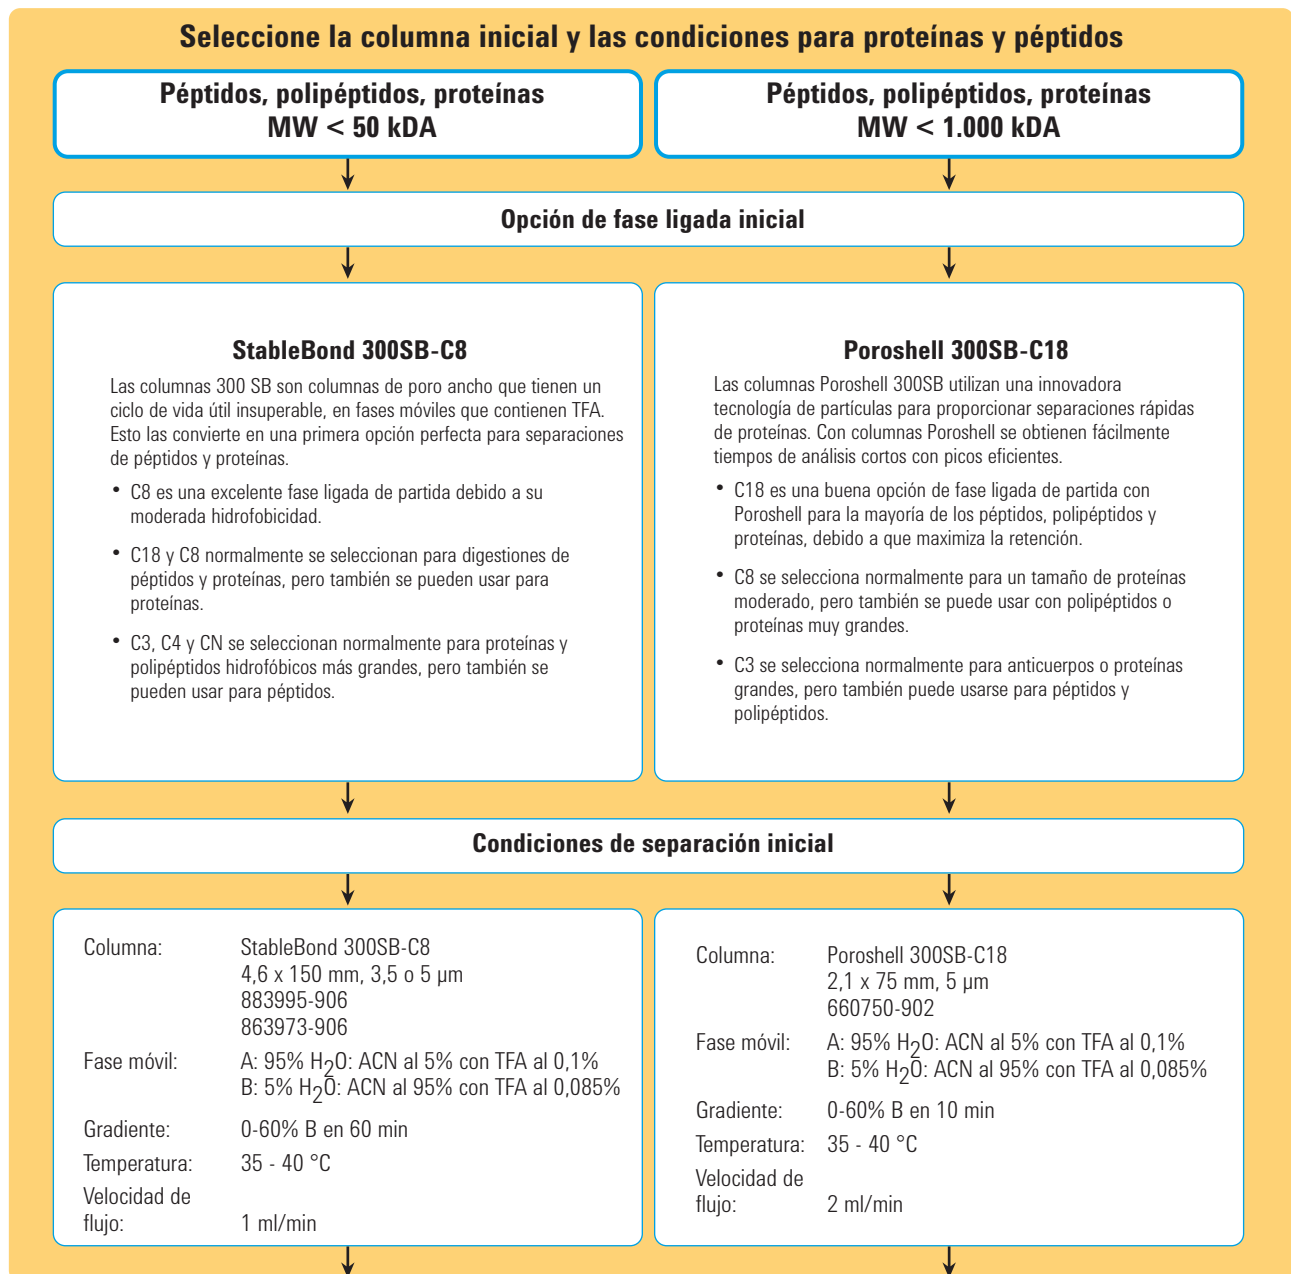 Seleccione la columna inicial y las condiciones para proteínas y péptidos
Péptidos, polipéptidos, proteínas
MW < 50 kDA
Péptidos, polipéptidos, proteínas
MW < 1.000 kDA
Opción de fase ligada inicial
StableBond 300SB-C8
Las columnas 300 SB son columnas de poro ancho que tienen un
ciclo de vida útil insuperable, en fases móviles que contienen TFA.
Esto las convierte en una primera opción perfecta para separaciones
de péptidos y proteínas.
• C8 es una excelente fase ligada de partida debido a su
moderada hidrofobicidad.
• C18 y C8 normalmente se seleccionan para digestiones de
péptidos y proteínas, pero también se pueden usar para
proteínas.
• C3, C4 y CN se seleccionan normalmente para proteínas y
polipéptidos hidrofóbicos más grandes, pero también se
pueden usar para péptidos.
Poroshell 300SB-C18
Las columnas Poroshell 300SB utilizan una innovadora
tecnología de partículas para proporcionar separaciones rápidas
de proteínas. Con columnas Poroshell se obtienen fácilmente
tiempos de análisis cortos con picos eficientes.
• C18 es una buena opción de fase ligada de partida con
Poroshell para la mayoría de los péptidos, polipéptidos y
proteínas, debido a que maximiza la retención.
• C8 se selecciona normalmente para un tamaño de proteínas
moderado, pero también se puede usar con polipéptidos o
proteínas muy grandes.
• C3 se selecciona normalmente para anticuerpos o proteínas
grandes, pero también puede usarse para péptidos y
polipéptidos.
Condiciones de separación inicial
Columna: StableBond 300SB-C8
4,6 x 150 mm, 3,5 o 5 µm
883995-906
863973-906
Fase móvil: A: 95% H2O: ACN al 5% con TFA al 0,1%
B: 5% H2O: ACN al 95% con TFA al 0,085%
Gradiente: 0-60% B en 60 min
Temperatura: 35 - 40 °C
Velocidad de
flujo: 1 ml/min
Columna: Poroshell 300SB-C18
2,1 x 75 mm, 5 µm
660750-902
Fase móvil: A: 95% H2O: ACN al 5% con TFA al 0,1%
B: 5% H2O: ACN al 95% con TFA al 0,085%
Gradiente: 0-60% B en 10 min
Temperatura: 35 - 40 °C
Velocidad de
flujo: 2 ml/min